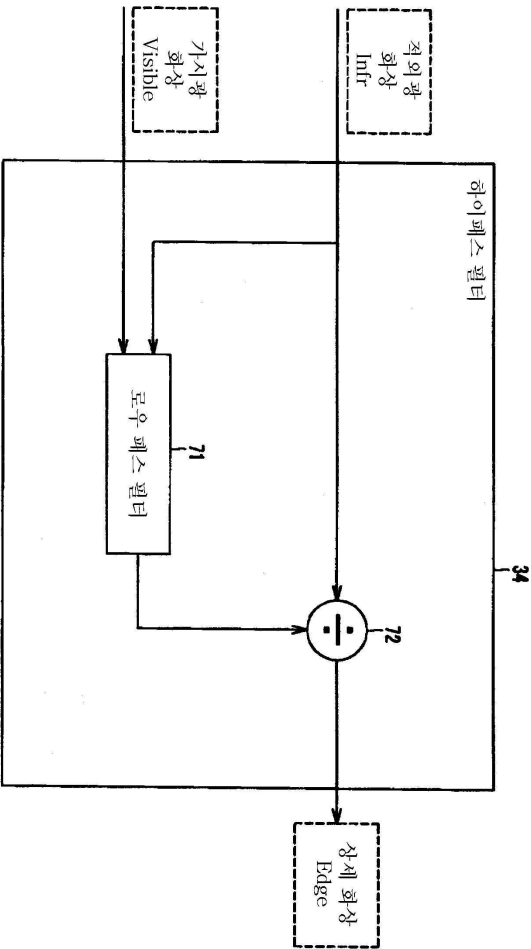 34
하이패스 필터
적외광
화상
Infr
가시광
화상
Visible
71
로우 패스 필터
72
÷
상세 화상
Edge